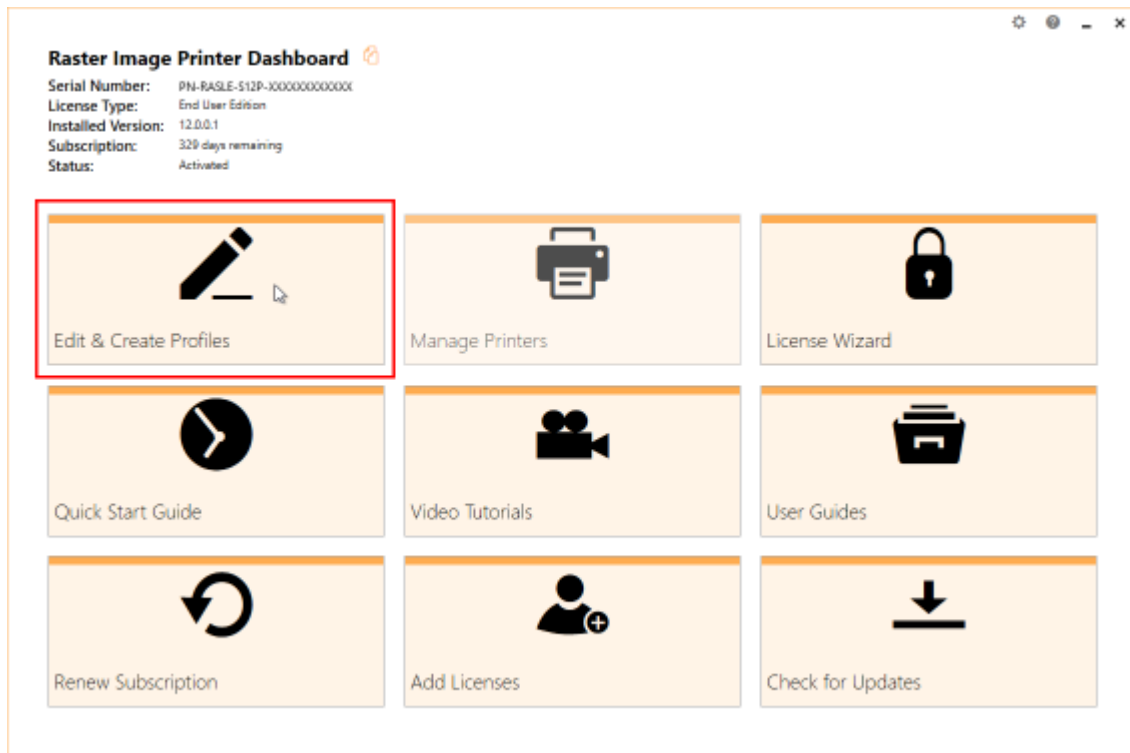 Raster Image Printer Dashboard
Serial Number: PN-RASLE-S12P-XXXXXXXXXXXX
License Type: End User Edition
Installed Version: 12.0.0.1
Subscription: 329 days remaining
Status: Activated
Edit & Create Profiles
Manage Printers
License Wizard
Quick Start Guide
Video Tutorials
User Guides
Renew Subscription
Add Licenses
Check for Updates